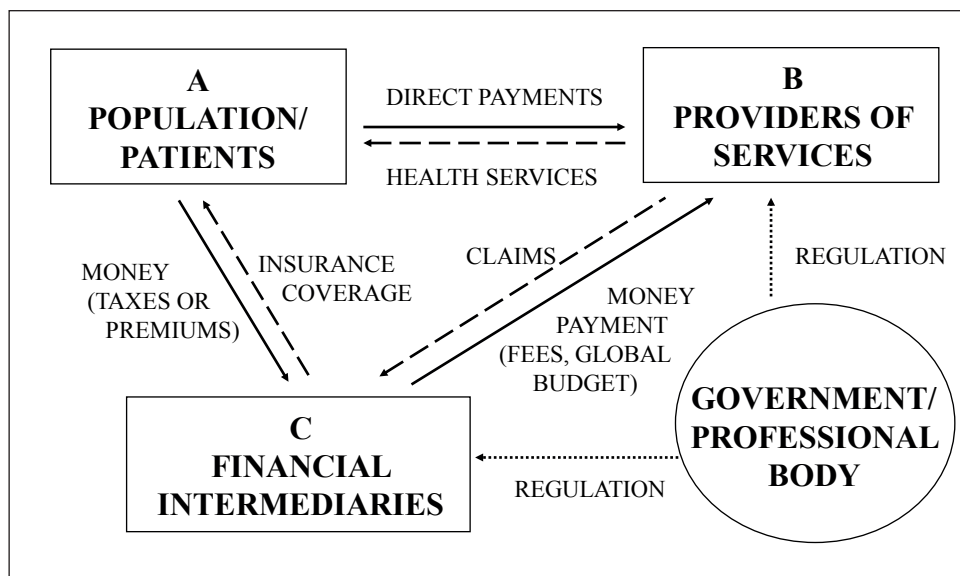 A
POPULATION/
PATIENTS
DIRECT PAYMENTS
HEALTH SERVICES
B
PROVIDERS OF
SERVICES
MONEY
(TAXES OR
PREMIUMS)
INSURANCE
COVERAGE
CLAIMS
MONEY
PAYMENT
(FEES, GLOBAL
BUDGET)
REGULATION
C
FINANCIAL
INTERMEDIARIES
REGULATION
GOVERNMENT/
PROFESSIONAL
BODY